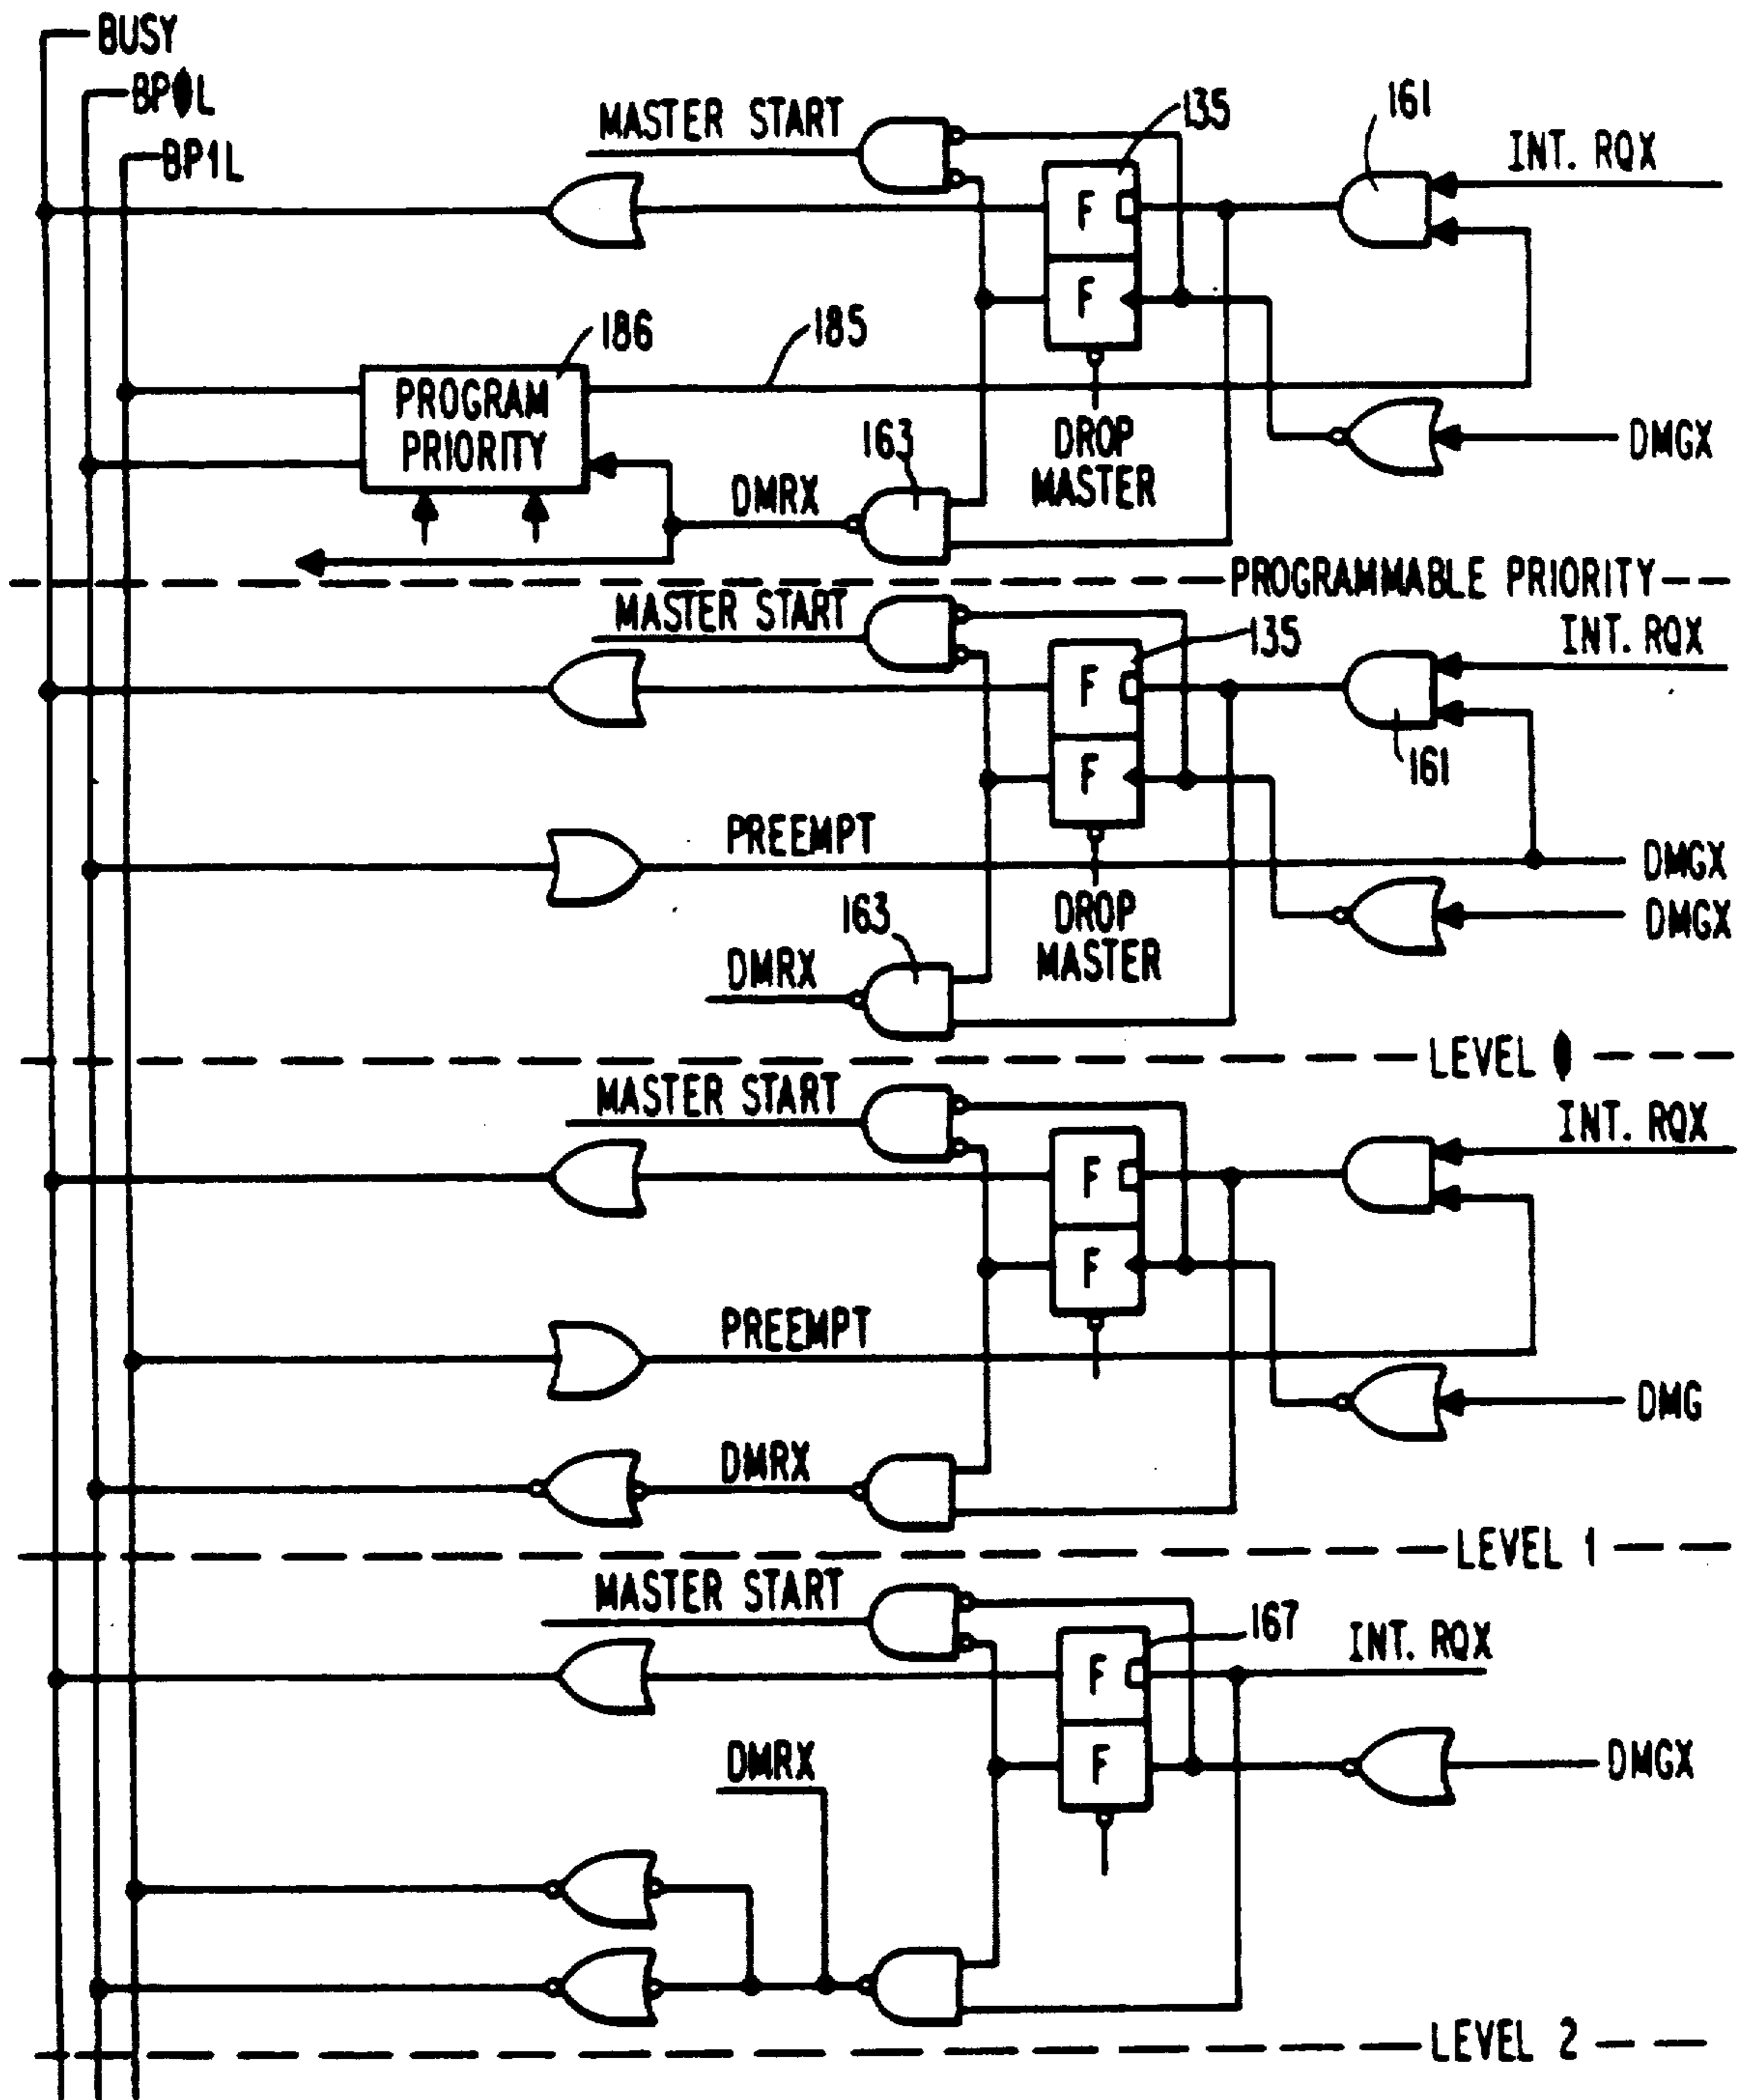 BUSY
BP0L
BP1L
MASTER START
135
161
INT. RQX
186
185
PROGRAM
PRIORITY
163
DMRX
DROP
MASTER
DMGX
PROGRAMMABLE PRIORITY
MASTER START
135
INT. RQX
F
F
F
F
161
PREEMPT
DMGX
DMGX
163
DROP
MASTER
DMRX
LEVEL 0
MASTER START
INT. RQX
F
F
PREEMPT
DMG
DMRX
LEVEL 1
MASTER START
167
INT. RQX
F
F
DMRX
DMGX
LEVEL 2